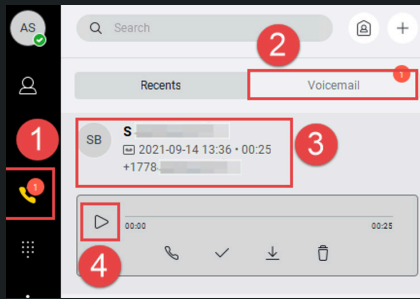 AS
Search
2
1
Recents
Voicemail
1
SB
S
2021-09-14 13:36 • 00:25
+1778-
3
1
00:00
00:25
4